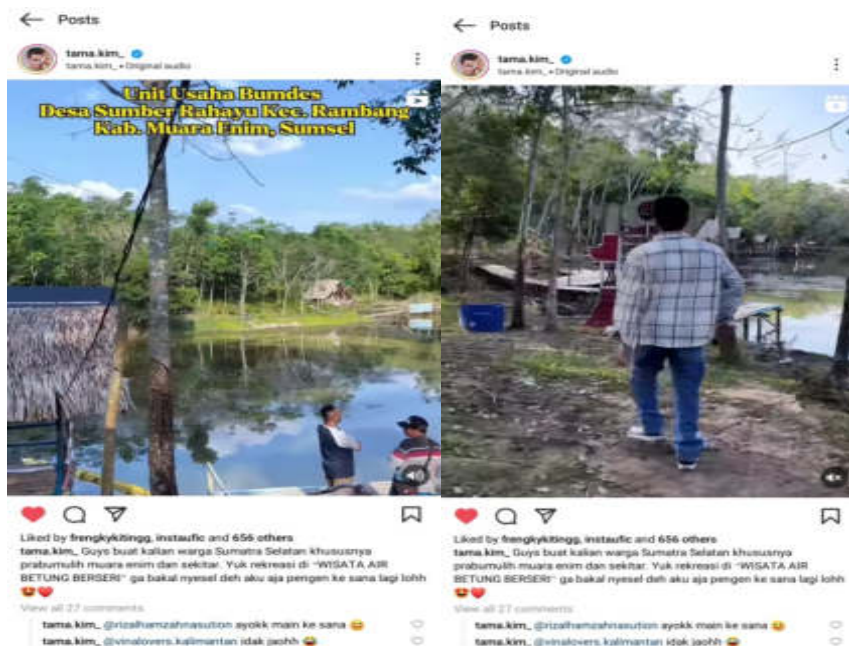 Posts
tama.kim_
tama.kim_ • Original audio
Unit Usaha Bumdes
Desa Sumber Rahayu Kec. Rambang
Kab. Muara Enim, Sumsel
Liked by frengkykitingg, instaufic and 656 others
tama.kim_ Guys buat kalian warga Sumatra Selatan khususnya
prabumulih muara enim dan sekitar. Yuk rekreasi di "WISATA AIR
BETUNG BERSERI" ga bakal nyesel deh aku aja pengen ke sana lagi lohh
😍❤️
View all 27 comments
tama.kim_ @rizalhamzahnasution ayokk main ke sana 😄
tama.kim_ @vinalovers.kalimantan idak jaohh 😂
Posts
tama.kim_
tama.kim_ • Original audio
Liked by frengkykitingg, instaufic and 656 others
tama.kim_ Guys buat kalian warga Sumatra Selatan khususnya
prabumulih muara enim dan sekitar. Yuk rekreasi di "WISATA AIR
BETUNG BERSERI" ga bakal nyesel deh aku aja pengen ke sana lagi lohh
😍❤️
View all 27 comments
tama.kim_ @rizalhamzahnasution ayokk main ke sana 😄
tama.kim_ @vinalovers.kalimantan idak jaohh 😂